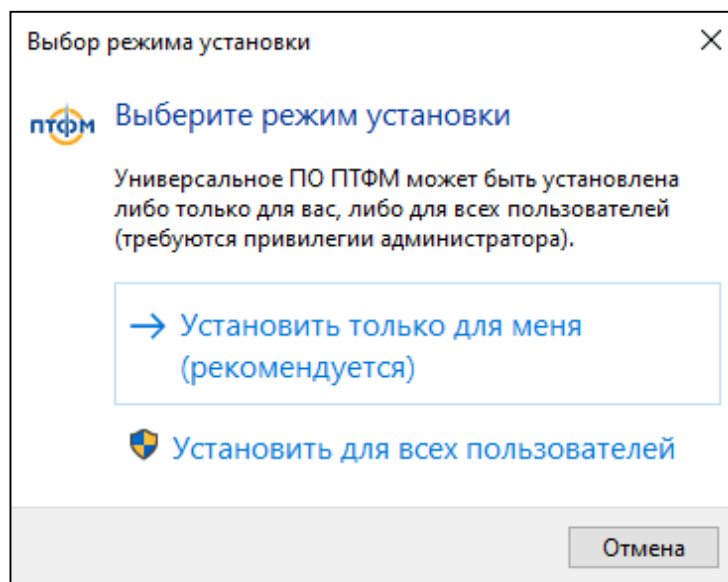 Выбор режима установки
птфм
Выберите режим установки
Универсальное ПО ПТФМ может быть установлена
либо только для вас, либо для всех пользователей
(требуются привилегии администратора).
Установить только для меня
(рекомендуется)
Установить для всех пользователей
Отмена